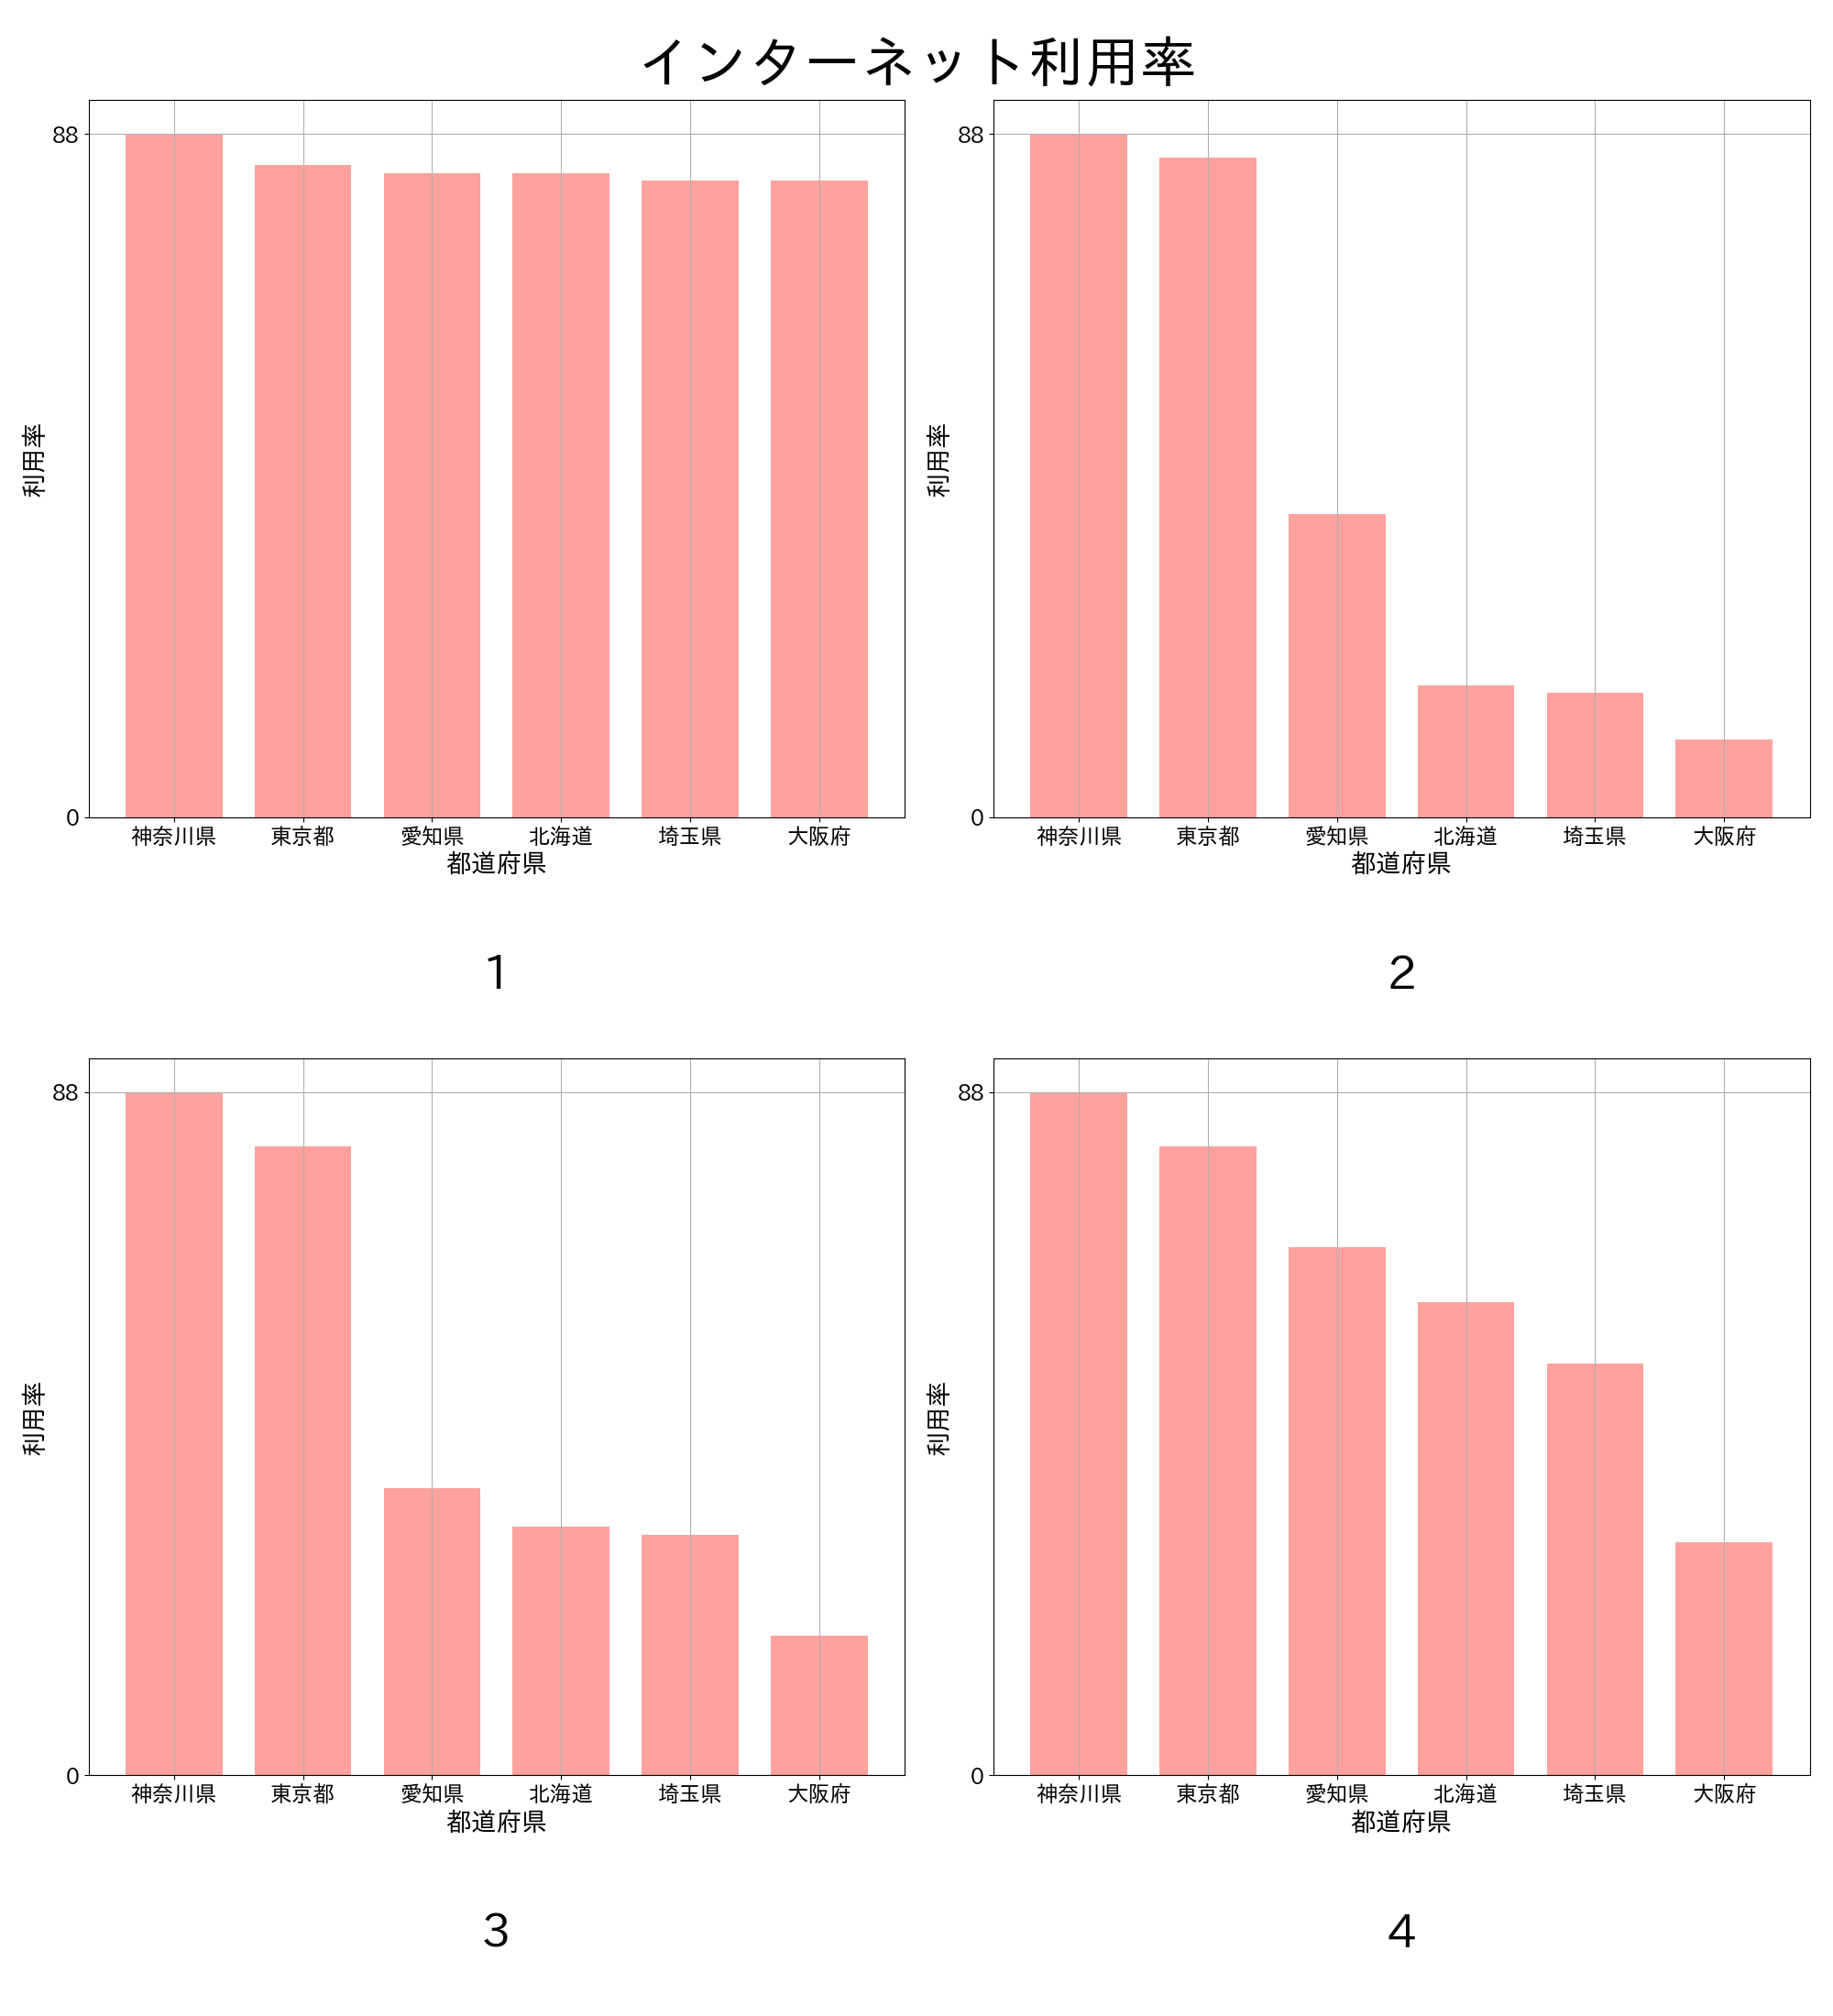 インターネット利用率
88
0
利用率
神奈川県 東京都 愛知県 北海道 埼玉県 大阪府
都道府県
1
88
0
利用率
神奈川県 東京都 愛知県 北海道 埼玉県 大阪府
都道府県
2
88
0
利用率
神奈川県 東京都 愛知県 北海道 埼玉県 大阪府
都道府県
3
88
0
利用率
神奈川県 東京都 愛知県 北海道 埼玉県 大阪府
都道府県
4